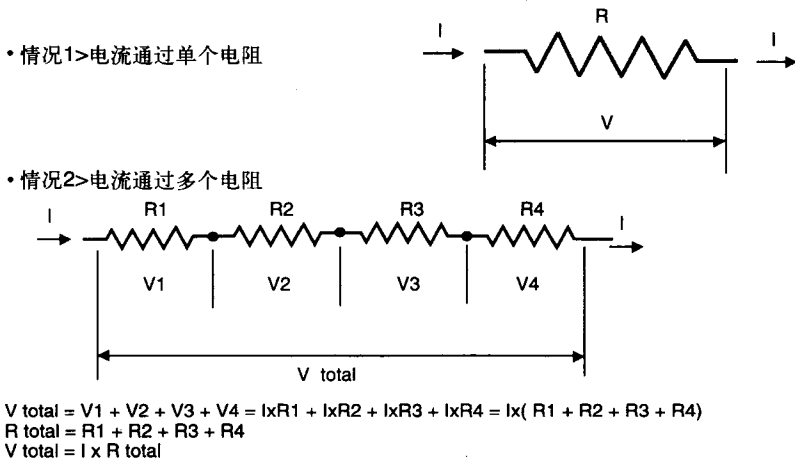 R
I
I
•情况1>电流通过单个电阻
V
•情况2>电流通过多个电阻
I R1 R2 R3 R4 I
V1 V2 V3 V4
V total
V total = V1 + V2 + V3 + V4 = IxR1 + IxR2 + IxR3 + IxR4 = Ix( R1 + R2 + R3 + R4)
R total = R1 + R2 + R3 + R4
V total = I x R total